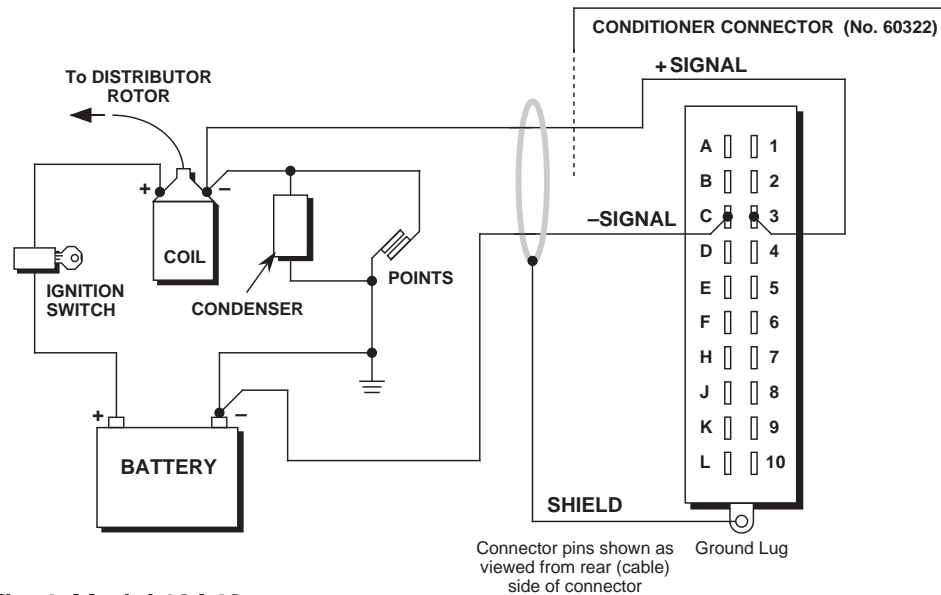 CONDITIONER CONNECTOR (No. 60322)
+SIGNAL
To DISTRIBUTOR
ROTOR
A 1
B 2
C 3
D 4
E 5
F 6
H 7
J 8
K 9
L 10
+ –
COIL
–SIGNAL
IGNITION
SWITCH
CONDENSER
POINTS
+ –
BATTERY
SHIELD
Ground Lug
Connector pins shown as
viewed from rear (cable)
side of connector